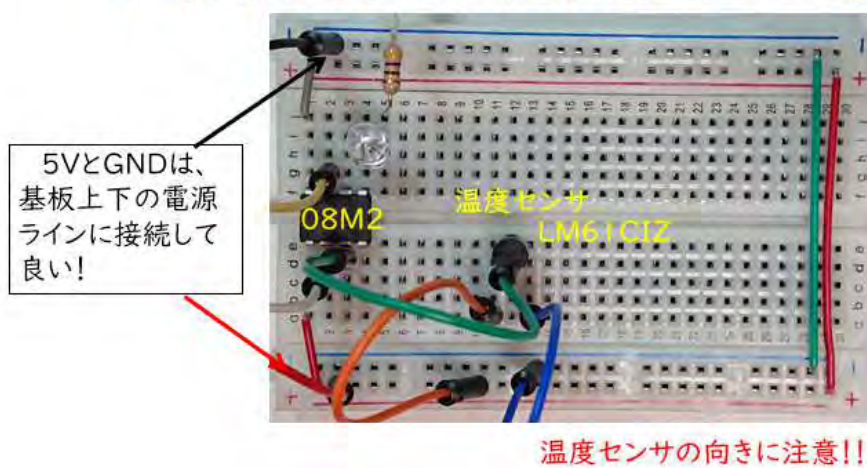 5VとGNDは、
基板上下の電源
ラインに接続して
良い!
08M2
温度センサ
LM61CIZ
温度センサの向きに注意!!